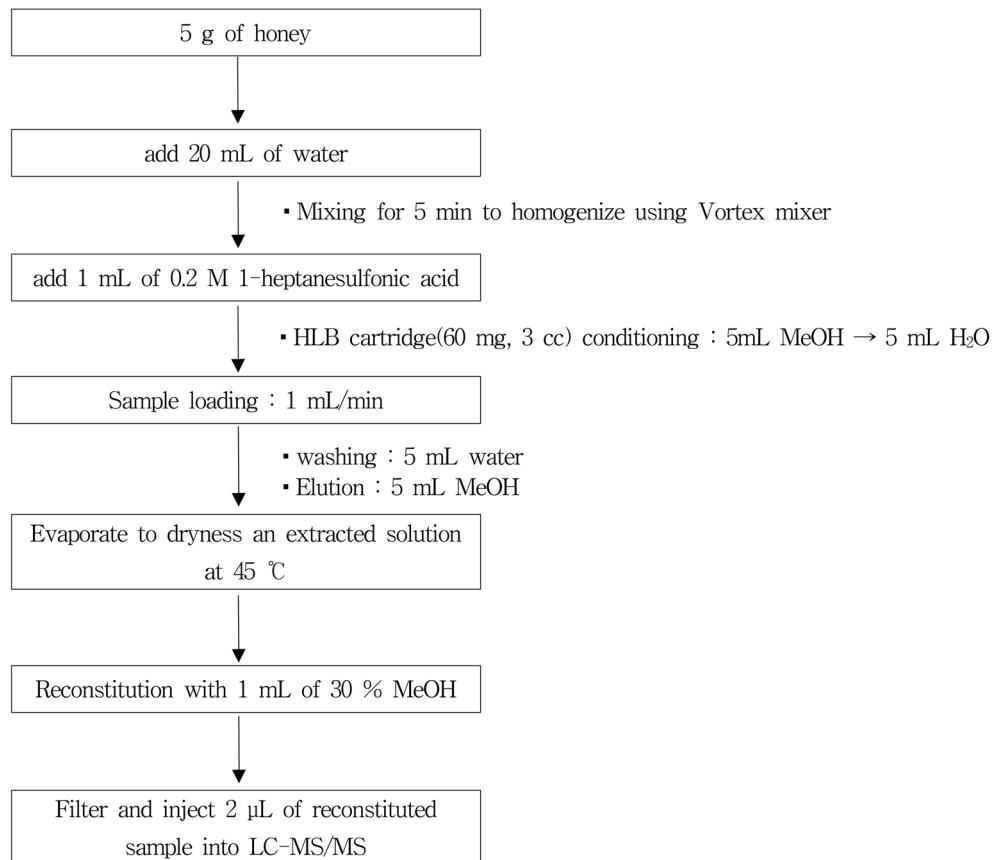 5 g of honey
add 20 mL of water
▪Mixing for 5 min to homogenize using Vortex mixer
add 1 mL of 0.2 M 1-heptanesulfonic acid
▪HLB cartridge(60 mg, 3 cc) conditioning : 5mL MeOH → 5 mL H₂O
Sample loading : 1 mL/min
▪washing : 5 mL water
▪Elution : 5 mL MeOH
Evaporate to dryness an extracted solution
at 45 ℃
Reconstitution with 1 mL of 30 % MeOH
Filter and inject 2 µL of reconstituted
sample into LC-MS/MS